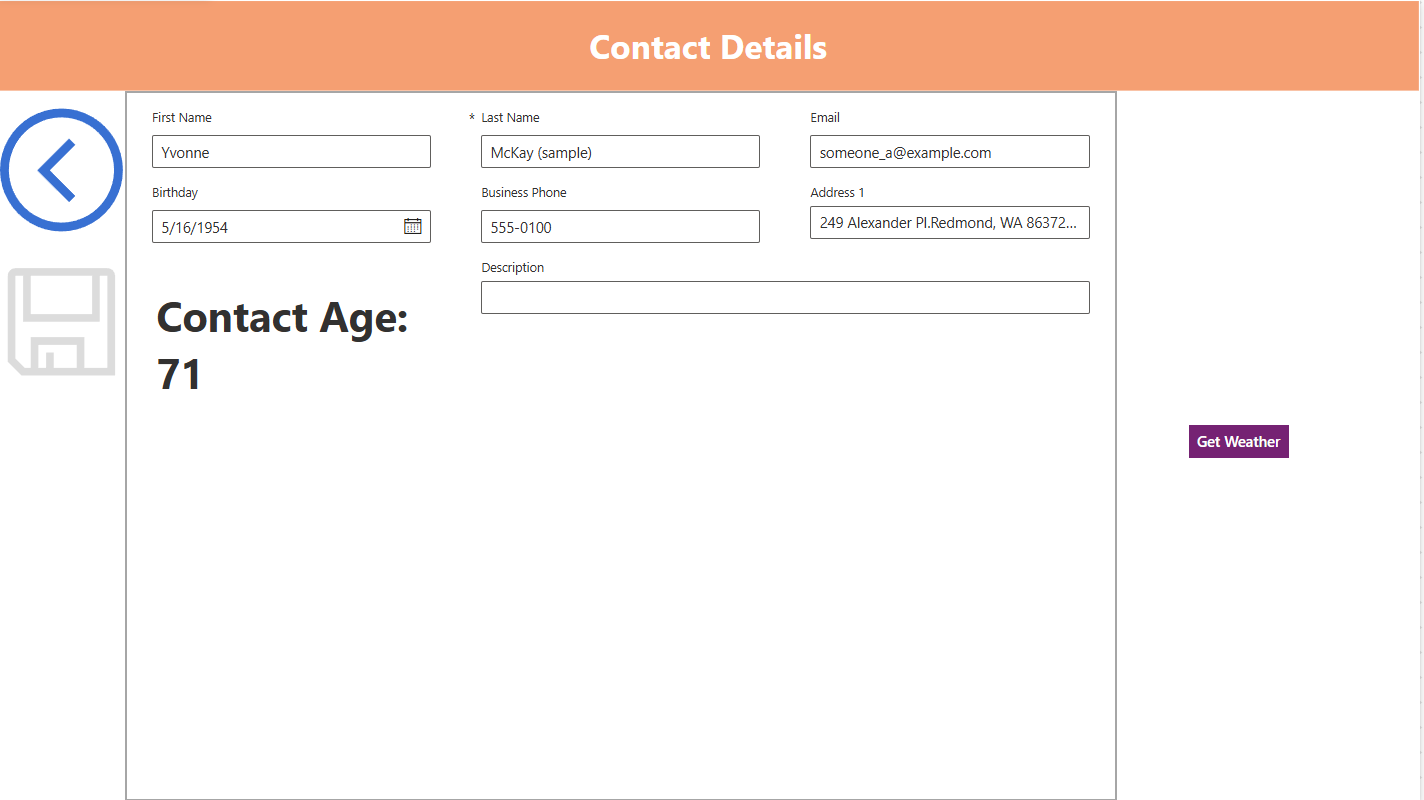 Contact Details
First Name
* Last Name
Email
Yvonne
McKay (sample)
someone_a@example.com
Birthday
Business Phone
Address 1
5/16/1954
555-0100
249 Alexander Pl.Redmond, WA 86372...
Description
Contact Age:
71
Get Weather